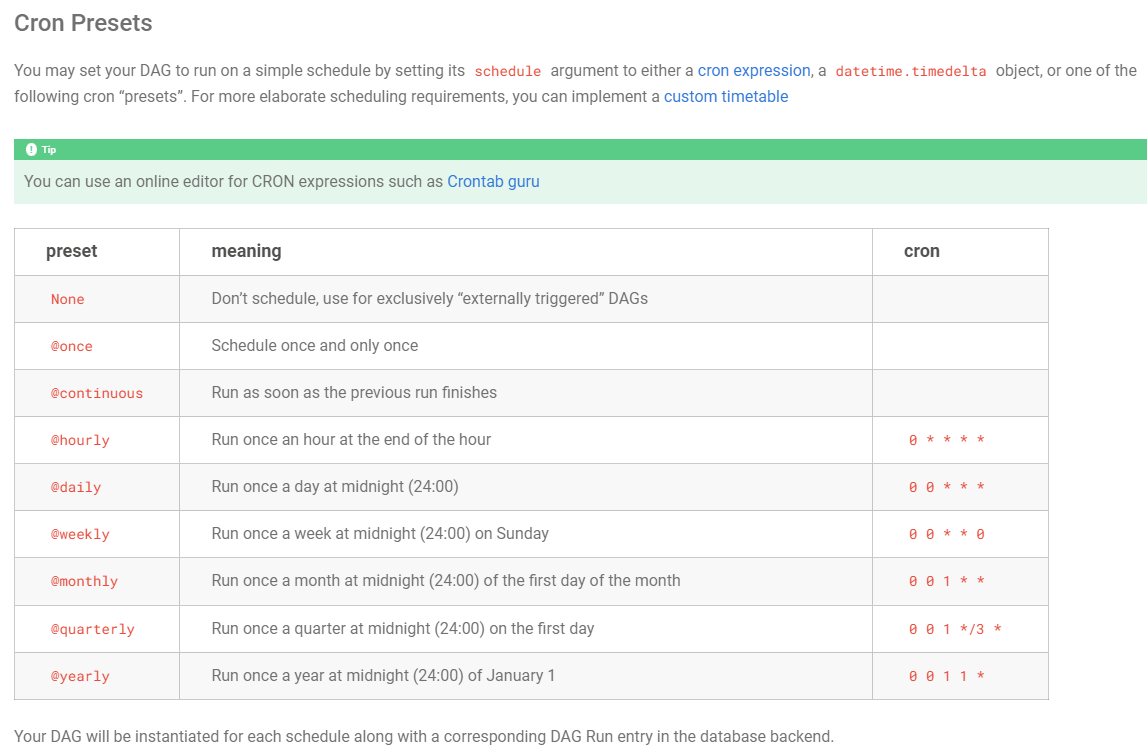 Cron Presets
You may set your DAG to run on a simple schedule by setting its schedule argument to either a cron expression, a datetime.timedelta object, or one of the
following cron “presets”. For more elaborate scheduling requirements, you can implement a custom timetable
Tip
You can use an online editor for CRON expressions such as Crontab guru
preset meaning cron
None Don’t schedule, use for exclusively “externally triggered” DAGs
@once Schedule once and only once
@continuous Run as soon as the previous run finishes
@hourly Run once an hour at the end of the hour 0 * * * *
@daily Run once a day at midnight (24:00) 0 0 * * *
@weekly Run once a week at midnight (24:00) on Sunday 0 0 * * 0
@monthly Run once a month at midnight (24:00) of the first day of the month 0 0 1 * *
@quarterly Run once a quarter at midnight (24:00) on the first day 0 0 1 */3 *
@yearly Run once a year at midnight (24:00) of January 1 0 0 1 1 *
Your DAG will be instantiated for each schedule along with a corresponding DAG Run entry in the database backend.